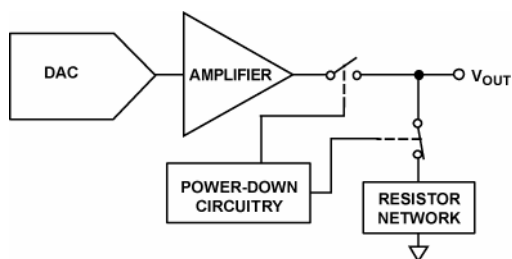 DAC
AMPLIFIER
VOUT
POWER-DOWN
CIRCUITRY
RESISTOR
NETWORK